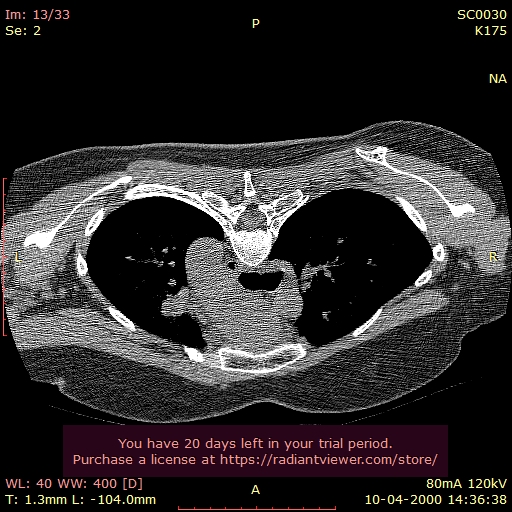 Im: 13/33
Se: 2
P
SC0030
K175
NA
L
R
You have 20 days left in your trial period.
Purchase a license at https://radiantviewer.com/store/
WL: 40 WW: 400 [D]
T: 1.3mm L: -104.0mm
A
80mA 120kV
10-04-2000 14:36:38